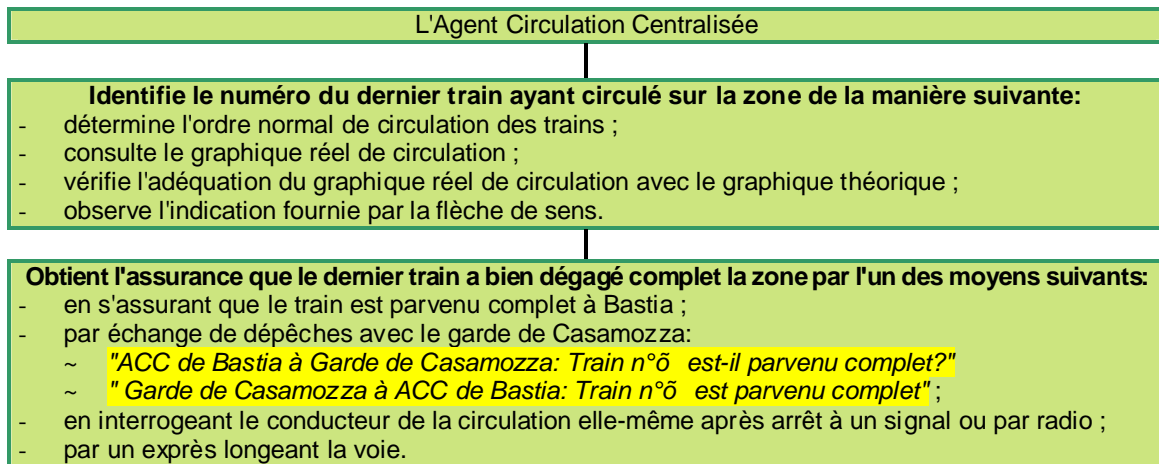 L'Agent Circulation Centralisée
Identifie le numéro du dernier train ayant circulé sur la zone de la manière suivante:
- détermine l'ordre normal de circulation des trains ;
- consulte le graphique réel de circulation ;
- vérifie l'adéquation du graphique réel de circulation avec le graphique théorique ;
- observe l'indication fournie par la flèche de sens.
Obtient l'assurance que le dernier train a bien dégagé complet la zone par l'un des moyens suivants:
- en s'assurant que le train est parvenu complet à Bastia ;
- par échange de dépêches avec le garde de Casamozza:
~ "ACC de Bastia à Garde de Casamozza: Train n°õ est-il parvenu complet?"
~ " Garde de Casamozza à ACC de Bastia: Train n°õ est parvenu complet" ;
- en interrogeant le conducteur de la circulation elle-même après arrêt à un signal ou par radio ;
- par un exprès longeant la voie.